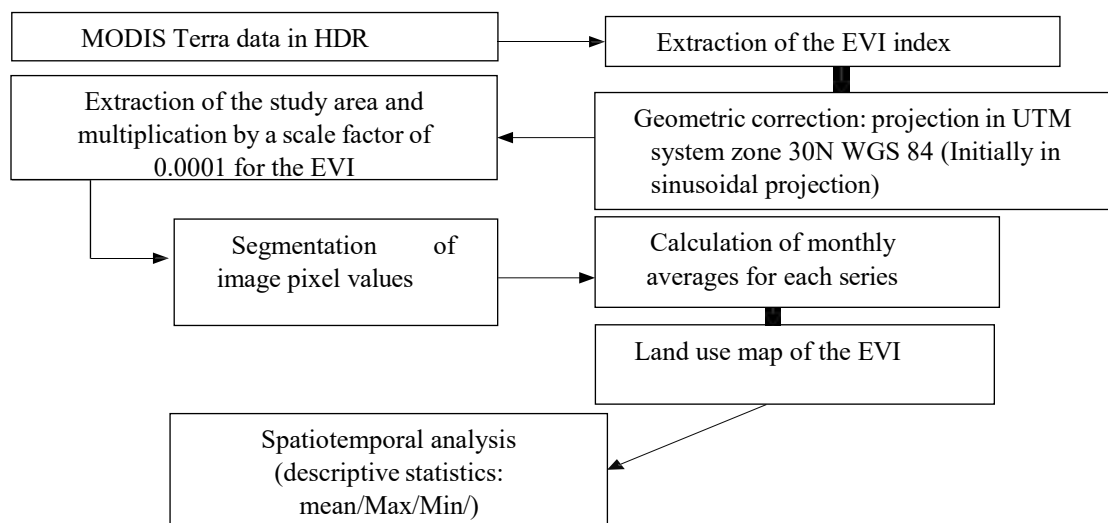 MODIS Terra data in HDR
Extraction of the EVI index
Geometric correction: projection in UTM
system zone 30N WGS 84 (Initially in
sinusoidal projection)
Extraction of the study area and
multiplication by a scale factor of
0.0001 for the EVI
Segmentation of
image pixel values
Calculation of monthly
averages for each series
Land use map of the EVI
Spatiotemporal analysis
(descriptive statistics:
mean/Max/Min/)